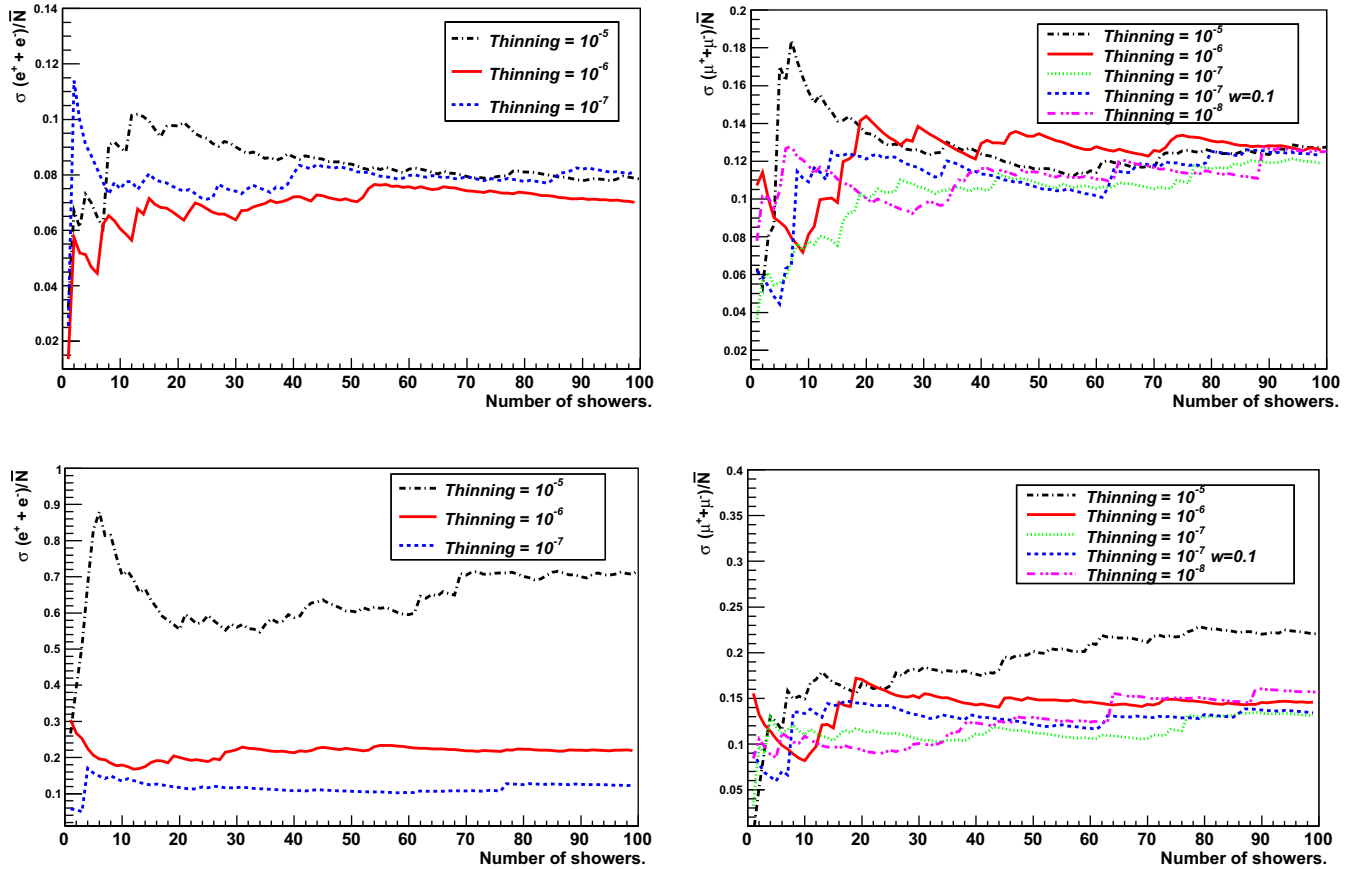 σ (e⁺ + e⁻)/N̅
0.14
0.12
0.1
0.08
0.06
0.04
0.02
Thinning = 10⁻⁵
Thinning = 10⁻⁶
Thinning = 10⁻⁷
0 10 20 30 40 50 60 70 80 90 100
Number of showers.
σ (μ⁺+μ⁻)/N̅
0.2
0.18
0.16
0.14
0.12
0.1
0.08
0.06
0.04
0.02
Thinning = 10⁻⁵
Thinning = 10⁻⁶
Thinning = 10⁻⁷
Thinning = 10⁻⁷ w=0.1
Thinning = 10⁻⁸
0 10 20 30 40 50 60 70 80 90 100
Number of showers.
σ (e⁺ + e⁻)/N̅
1
0.9
0.8
0.7
0.6
0.5
0.4
0.3
0.2
0.1
Thinning = 10⁻⁵
Thinning = 10⁻⁶
Thinning = 10⁻⁷
0 10 20 30 40 50 60 70 80 90 100
Number of showers.
σ (μ⁺+μ⁻)/N̅
0.4
0.35
0.3
0.25
0.2
0.15
0.1
0.05
Thinning = 10⁻⁵
Thinning = 10⁻⁶
Thinning = 10⁻⁷
Thinning = 10⁻⁷ w=0.1
Thinning = 10⁻⁸
0 10 20 30 40 50 60 70 80 90 100
Number of showers.